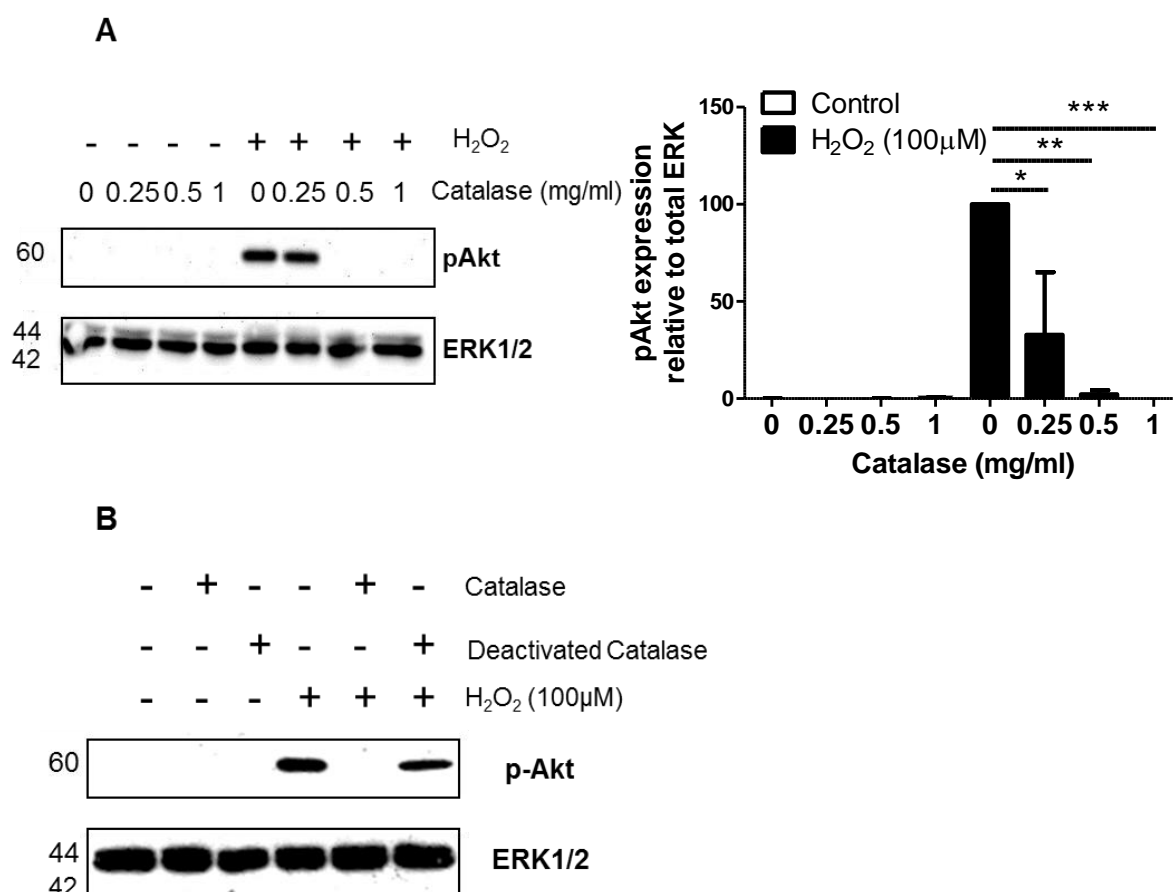 A
- - - - + + + + H₂O₂
0 0.25 0.5 1 0 0.25 0.5 1 Catalase (mg/ml)
60 pAkt
44
42 ERK1/2
Control
H₂O₂ (100μM)
***
**
*
150
100
50
0
pAkt expression
relative to total ERK
0 0.25 0.5 1 0 0.25 0.5 1
Catalase (mg/ml)
B
- + - - + - Catalase
- - + - - + Deactivated Catalase
- - - + + + H₂O₂ (100μM)
60 p-Akt
44 ERK1/2
42